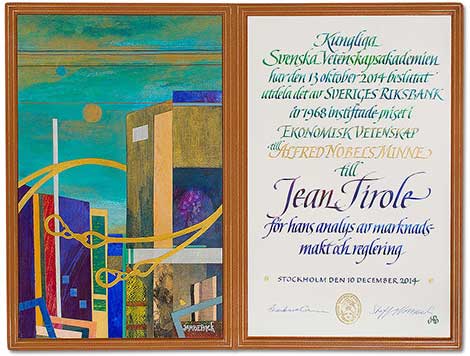 Kungliga
Svenska Vetenskapsakademien
har den 13 oktober 2014 beslutat
utdela det av SVERIGES RIKSBANK
år 1968 instiftade priset i
EKONOMISK VETENSKAP
till ALFRED NOBELS MINNE
till
Jean Tirole
för hans analys av marknads-
makt och reglering
STOCKHOLM DEN 10 DECEMBER 2014